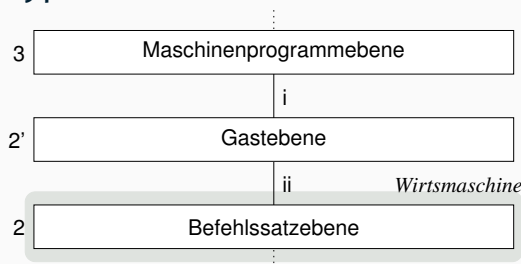 3 Maschinenprogrammebene
i
2' Gastebene
ii Wirtsmaschine
2 Befehlssatzebene